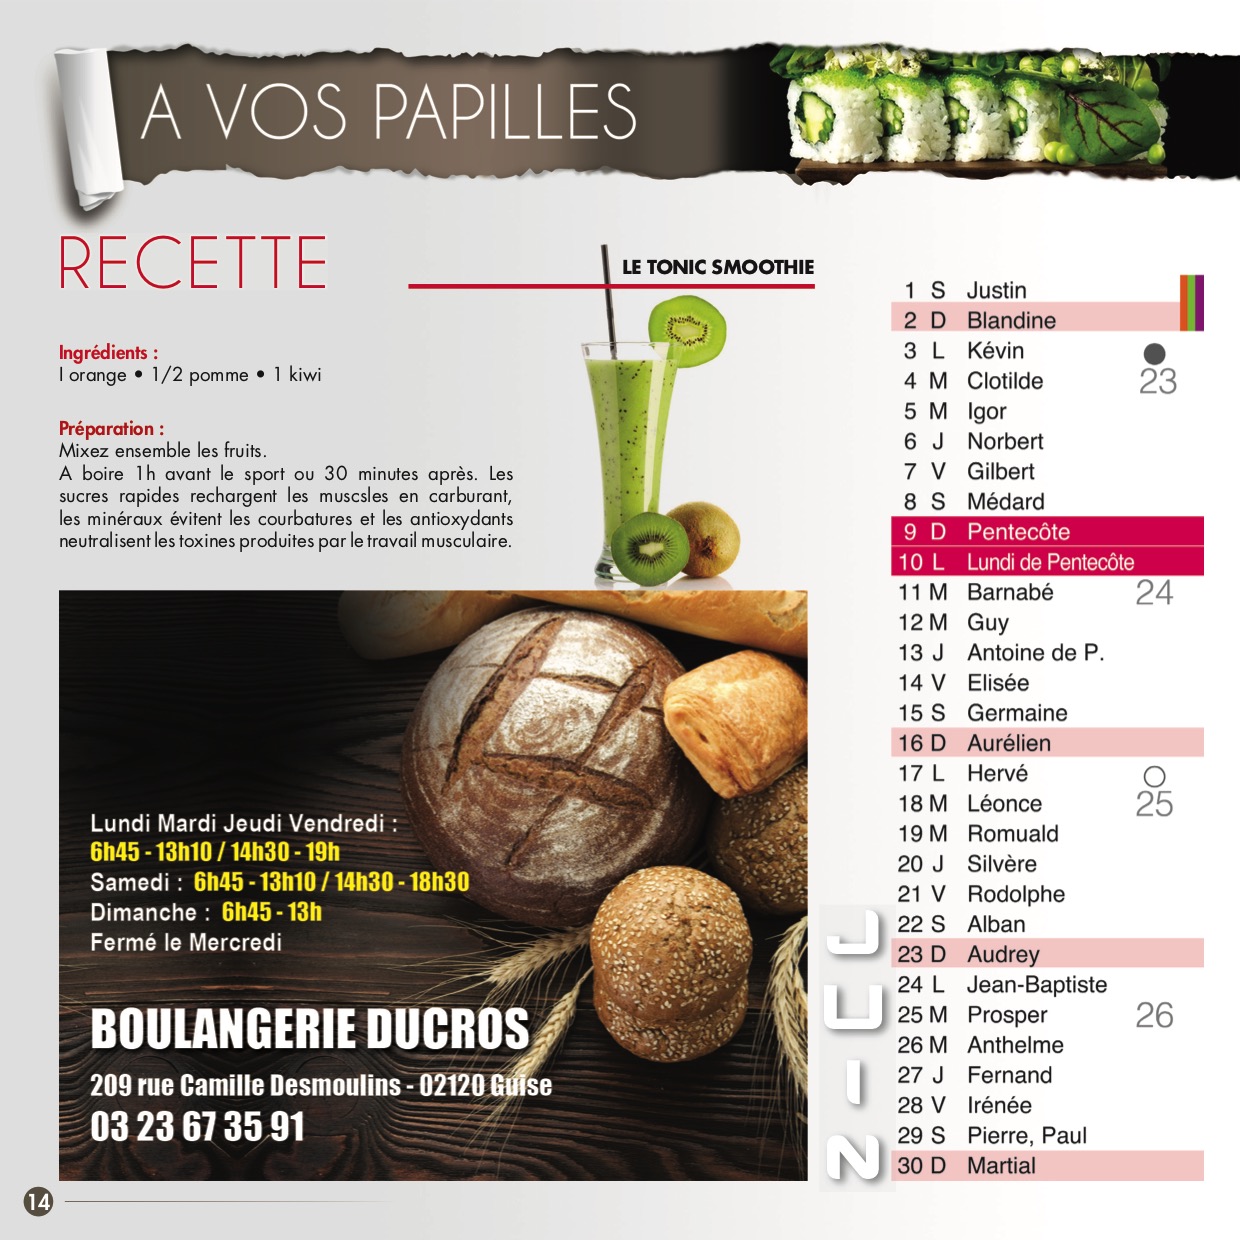 A VOS PAPILLES
RECETTE
LE TONIC SMOOTHIE
Ingrédients :
I orange • 1/2 pomme • 1 kiwi
Préparation :
Mixez ensemble les fruits.
A boire 1h avant le sport ou 30 minutes après. Les
sucres rapides rechargent les muscsles en carburant,
les minéraux évitent les courbatures et les antioxydants
neutralisent les toxines produites par le travail musculaire.
Lundi Mardi Jeudi Vendredi :
6h45 - 13h10 / 14h30 - 19h
Samedi : 6h45 - 13h10 / 14h30 - 18h30
Dimanche : 6h45 - 13h
Fermé le Mercredi
BOULANGERIE DUCROS
209 rue Camille Desmoulins - 02120 Guise
03 23 67 35 91
JUIN
1 S Justin
2 D Blandine
3 L Kévin
4 M Clotilde 23
5 M Igor
6 J Norbert
7 V Gilbert
8 S Médard
9 D Pentecôte
10 L Lundi de Pentecôte
11 M Barnabé 24
12 M Guy
13 J Antoine de P.
14 V Elisée
15 S Germaine
16 D Aurélien
17 L Hervé
18 M Léonce 25
19 M Romuald
20 J Silvère
21 V Rodolphe
22 S Alban
23 D Audrey
24 L Jean-Baptiste
25 M Prosper 26
26 M Anthelme
27 J Fernand
28 V Irénée
29 S Pierre, Paul
30 D Martial
14